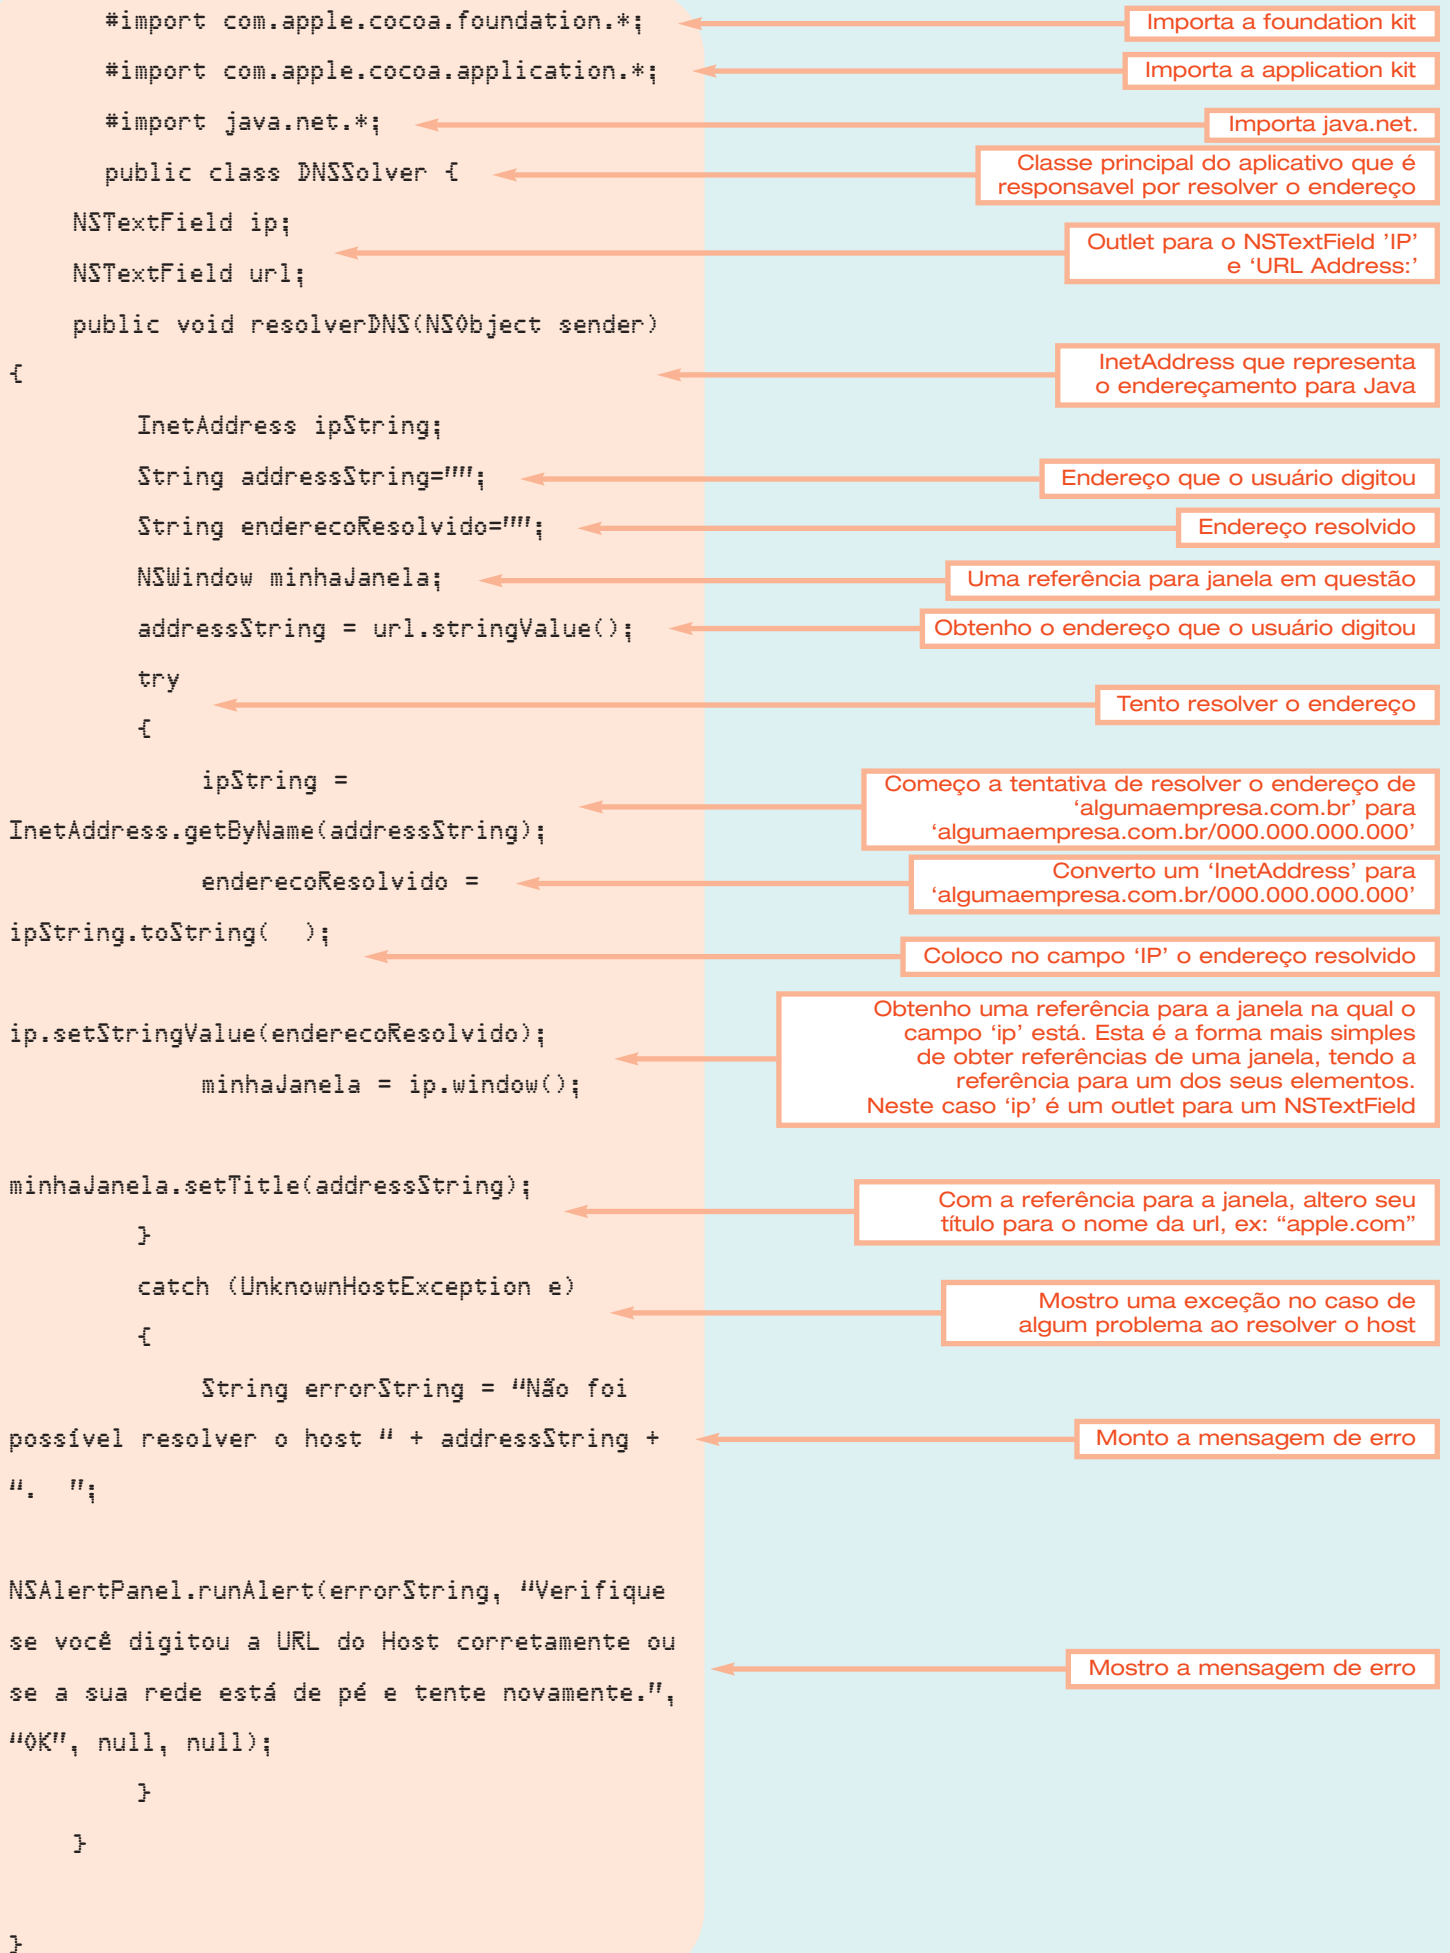 #import com.apple.cocoa.foundation.*;
Importa a foundation kit
#import com.apple.cocoa.application.*;
Importa a application kit
#import java.net.*;
Importa java.net.
public class DNSSolver {
Classe principal do aplicativo que é
responsavel por resolver o endereço
NSTextField ip;
NSTextField url;
Outlet para o NSTextField ’IP’
e ‘URL Address:’
public void resolverDNS(NSObject sender)
{
InetAddress que representa
o endereçamento para Java
InetAddress ipString;
String addressString="";
Endereço que o usuário digitou
String enderecoResolvido="";
Endereço resolvido
NSWindow minhaJanela;
Uma referência para janela em questão
addressString = url.stringValue();
Obtenho o endereço que o usuário digitou
try
{
Tento resolver o endereço
ipString =
InetAddress.getByName(addressString);
Começo a tentativa de resolver o endereço de
‘algumaempresa.com.br’ para
‘algumaempresa.com.br/000.000.000.000’
enderecoResolvido =
ipString.toString(  );
Converto um ‘InetAddress’ para
‘algumaempresa.com.br/000.000.000.000’
Coloco no campo ‘IP’ o endereço resolvido
ip.setStringValue(enderecoResolvido);
minhaJanela = ip.window();
Obtenho uma referência para a janela na qual o
campo ‘ip’ está. Esta é a forma mais simples
de obter referências de uma janela, tendo a
referência para um dos seus elementos.
Neste caso ‘ip’ é um outlet para um NSTextField
minhaJanela.setTitle(addressString);
}
Com a referência para a janela, altero seu
título para o nome da url, ex: “apple.com”
catch (UnknownHostException e)
{
Mostro uma exceção no caso de
algum problema ao resolver o host
String errorString = “Não foi
possível resolver o host “ + addressString +
“.  ”;
Monto a mensagem de erro
NSAlertPanel.runAlert(errorString, “Verifique
se você digitou a URL do Host corretamente ou
se a sua rede está de pé e tente novamente.”,
“OK”, null, null);
Mostro a mensagem de erro
}
}
}